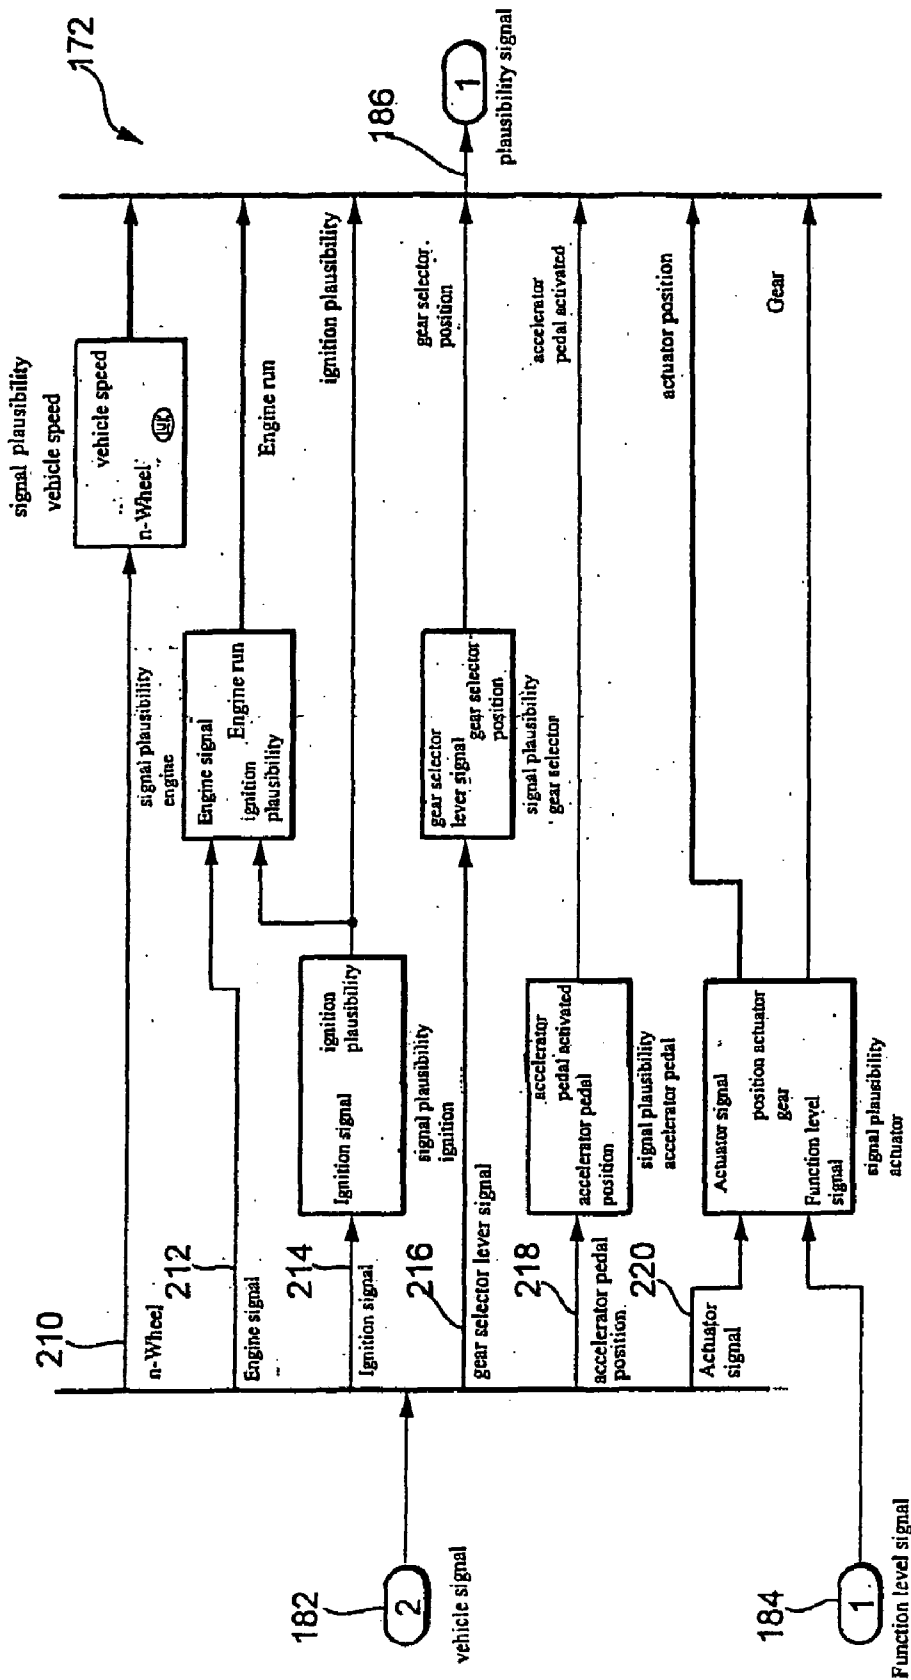 172
186
1
plausibility signal
signal plausibility
vehicle speed
vehicle speed
n-Wheel
LuK
Engine run
ignition plausibility
gear selector.
position
accelerator
pedal activated
actuator position
Gear
signal plausibility
engine
Engine signal
Engine run
ignition
plausibility
gear selector
lever signal
gear selector
position
signal plausibility
gear selector
ignition
plausibility
Ignition signal
signal plausibility
ignition
accelerator
pedal activated
accelerator pedal
position
signal plausibility
accelerator pedal
Actuator signal
position actuator
gear
Function level
signal
signal plausibility
actuator
210
n-Wheel
212
Engine signal
214
Ignition signal
216
gear selector lever signal
218
accelerator pedal
position
220
Actuator
signal
182
2
vehicle signal
184
1
Function level signal